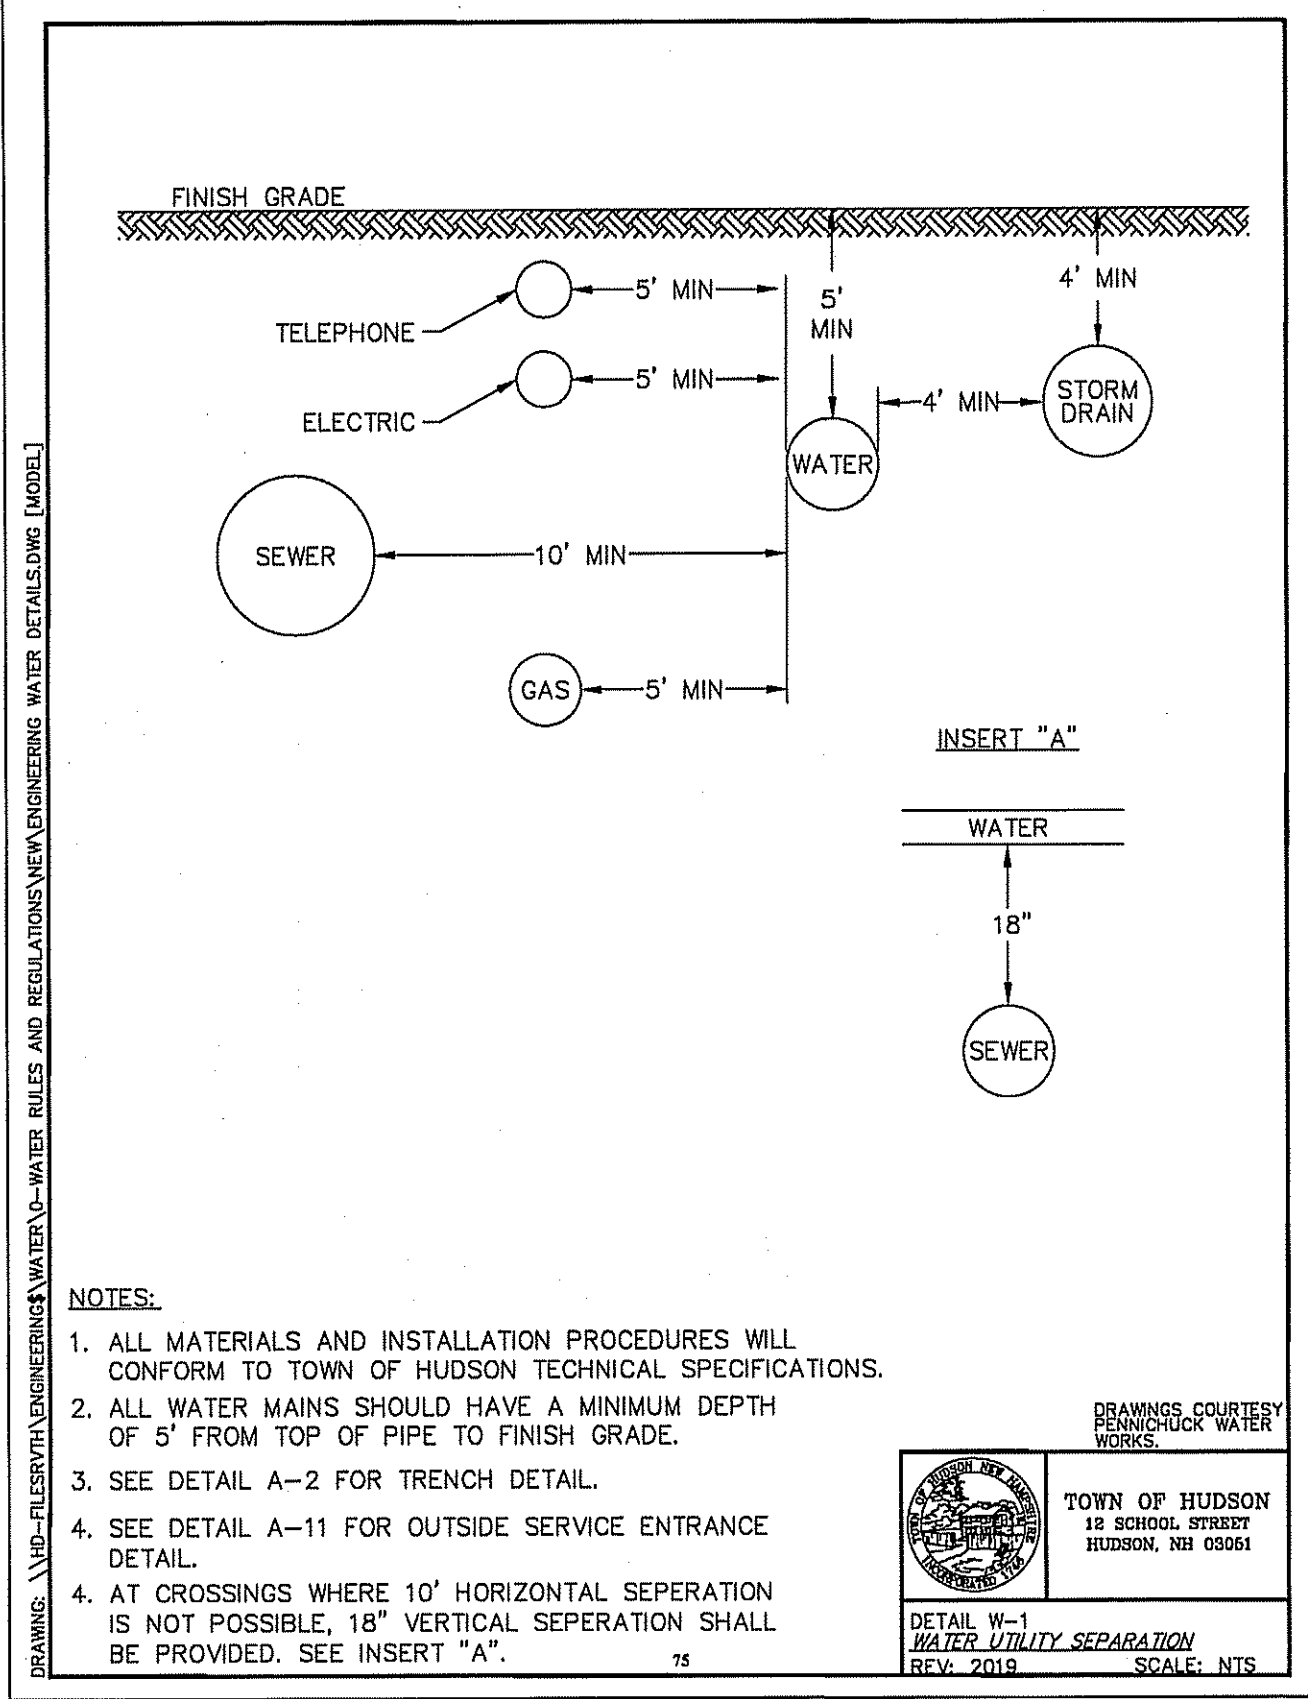 FINISH GRADE
5' MIN
TELEPHONE
5' MIN
ELECTRIC
5'
MIN
4' MIN
4' MIN
STORM
DRAIN
WATER
SEWER
10' MIN
GAS
5' MIN
INSERT "A"
WATER
18"
SEWER
NOTES:
1. ALL MATERIALS AND INSTALLATION PROCEDURES WILL
CONFORM TO TOWN OF HUDSON TECHNICAL SPECIFICATIONS.
2. ALL WATER MAINS SHOULD HAVE A MINIMUM DEPTH
OF 5' FROM TOP OF PIPE TO FINISH GRADE.
3. SEE DETAIL A-2 FOR TRENCH DETAIL.
4. SEE DETAIL A-11 FOR OUTSIDE SERVICE ENTRANCE
DETAIL.
4. AT CROSSINGS WHERE 10' HORIZONTAL SEPERATION
IS NOT POSSIBLE, 18" VERTICAL SEPERATION SHALL
BE PROVIDED. SEE INSERT "A".
75
DRAWINGS COURTESY
PENNICHUCK WATER
WORKS.
TOWN OF HUDSON NEW HAMPSHIRE
INCORPORATED 1746
TOWN OF HUDSON
12 SCHOOL STREET
HUDSON, NH 03051
DETAIL W-1
WATER UTILITY SEPARATION
REV: 2019 SCALE: NTS
DRAWING: \\HD-FILESRVTH\ENGINEERING$\WATER\0-WATER RULES AND REGULATIONS\NEW\ENGINEERING WATER DETAILS.DWG [MODEL]